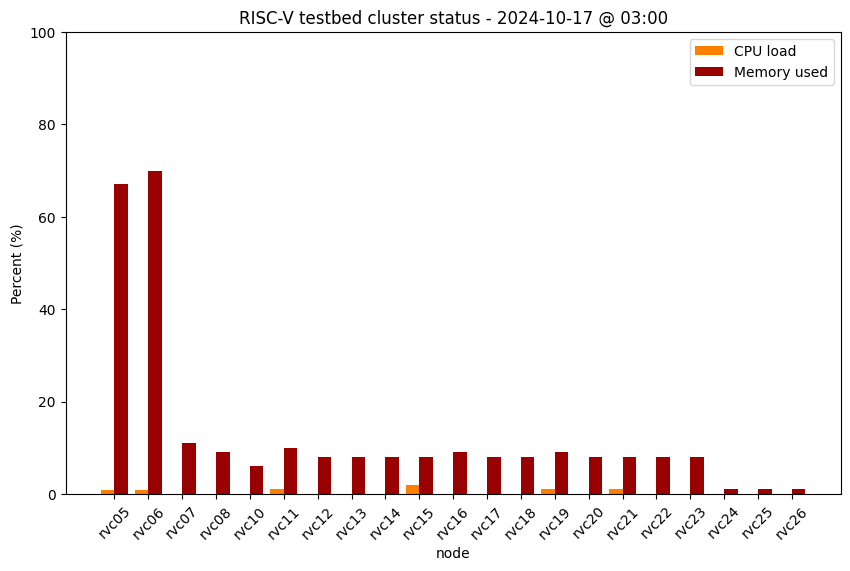 RISC-V testbed cluster status - 2024-10-17 @ 03:00
CPU load
Memory used
Percent (%)
100
80
60
40
20
0
rvc05
rvc06
rvc07
rvc08
rvc10
rvc11
rvc12
rvc13
rvc14
rvc15
rvc16
rvc17
rvc18
rvc19
rvc20
rvc21
rvc22
rvc23
rvc24
rvc25
rvc26
node